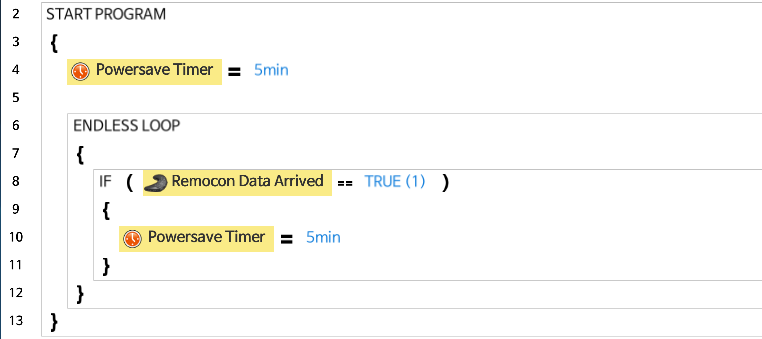 2 START PROGRAM
3 {
4 Powersave Timer = 5min
5
6 ENDLESS LOOP
7 {
8 IF ( Remocon Data Arrived == TRUE (1) )
9 {
10 Powersave Timer = 5min
11 }
12 }
13 }